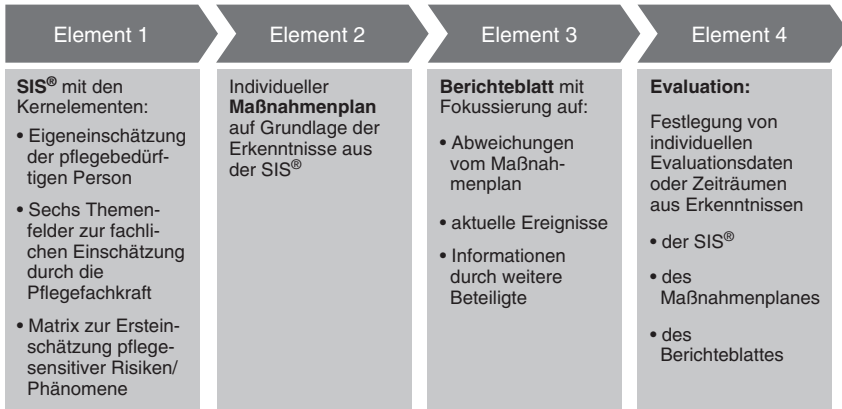 Element 1
Element 2
Element 3
Element 4
SIS® mit den
Kernelementen:
• Eigeneinschätzung
der pflegebedürf-
tigen Person
• Sechs Themen-
felder zur fachli-
chen Einschätzung
durch die
Pflegefachkraft
• Matrix zur Erstein-
schätzung pflege-
sensitiver Risiken/
Phänomene
Individueller
Maßnahmenplan
auf Grundlage der
Erkenntnisse aus
der SIS®
Berichteblatt mit
Fokussierung auf:
• Abweichungen
vom Maßnah-
menplan
• aktuelle Ereignisse
• Informationen
durch weitere
Beteiligte
Evaluation:
Festlegung von
individuellen
Evaluationsdaten
oder Zeiträumen
aus Erkenntnissen
• der SIS®
• des
Maßnahmenplanes
• des
Berichteblattes